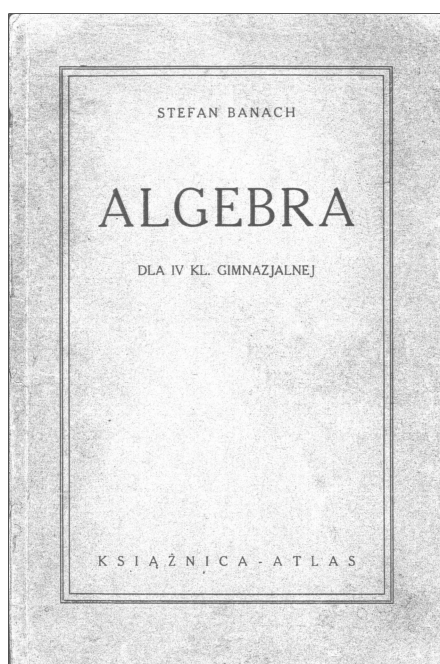 STEFAN BANACH
ALGEBRA
DLA IV KL. GIMNAZJALNEJ
KSIĄŻNICA - ATLAS